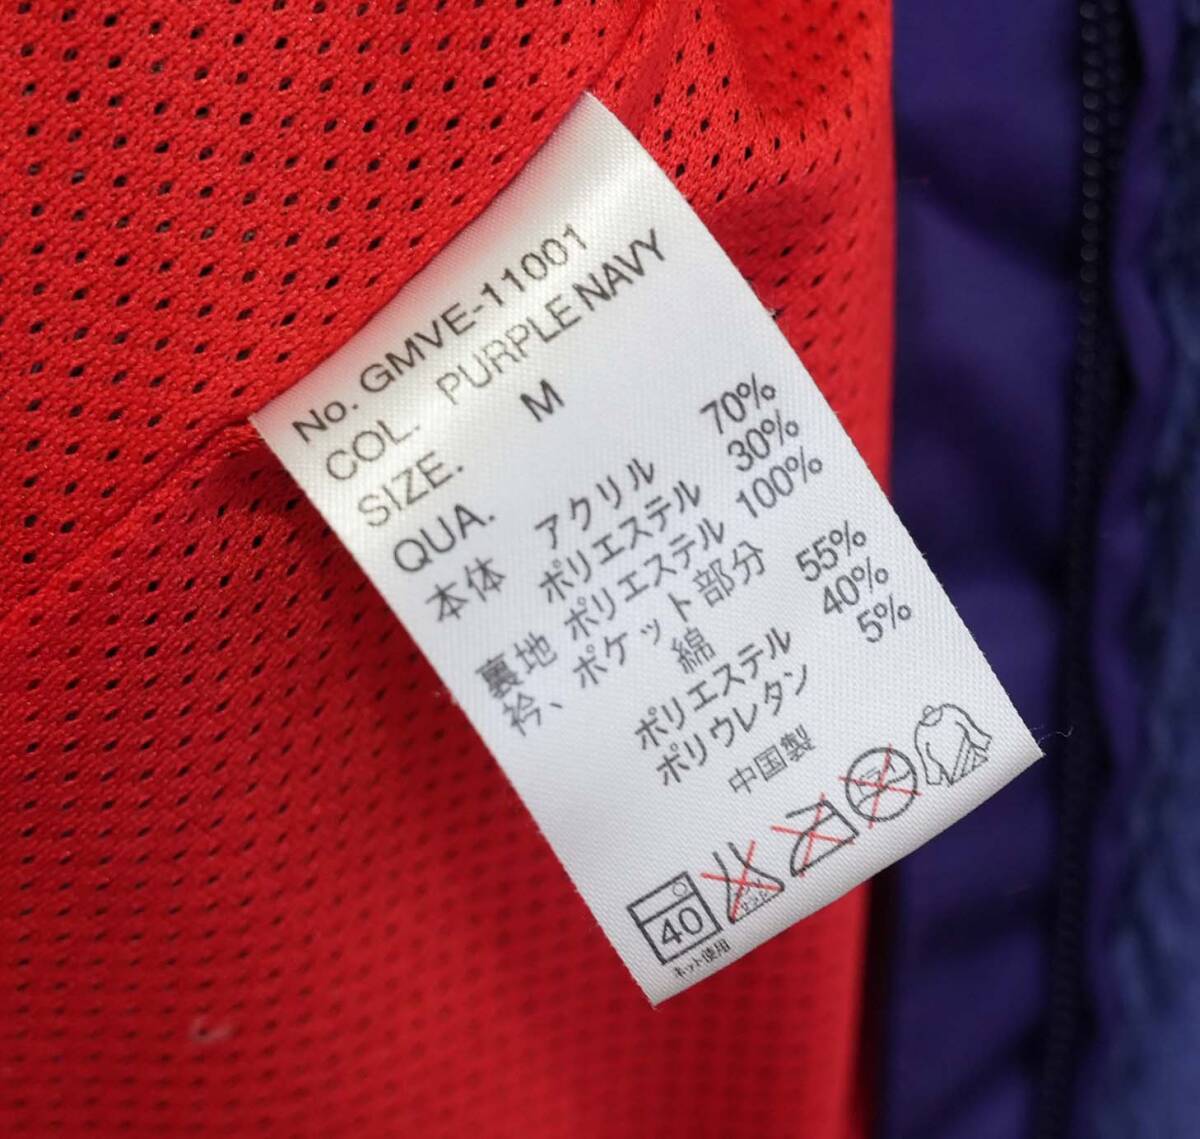 No. GMVE-11001
COL. PURPLE NAVY
SIZE. M
QUA.
本体 アクリル 70%
ポリエステル 30%
裏地 ポリエステル 100%
衿、ポケット部分
綿 55%
ポリエステル 40%
ポリウレタン 5%
中国製
40
ネット使用